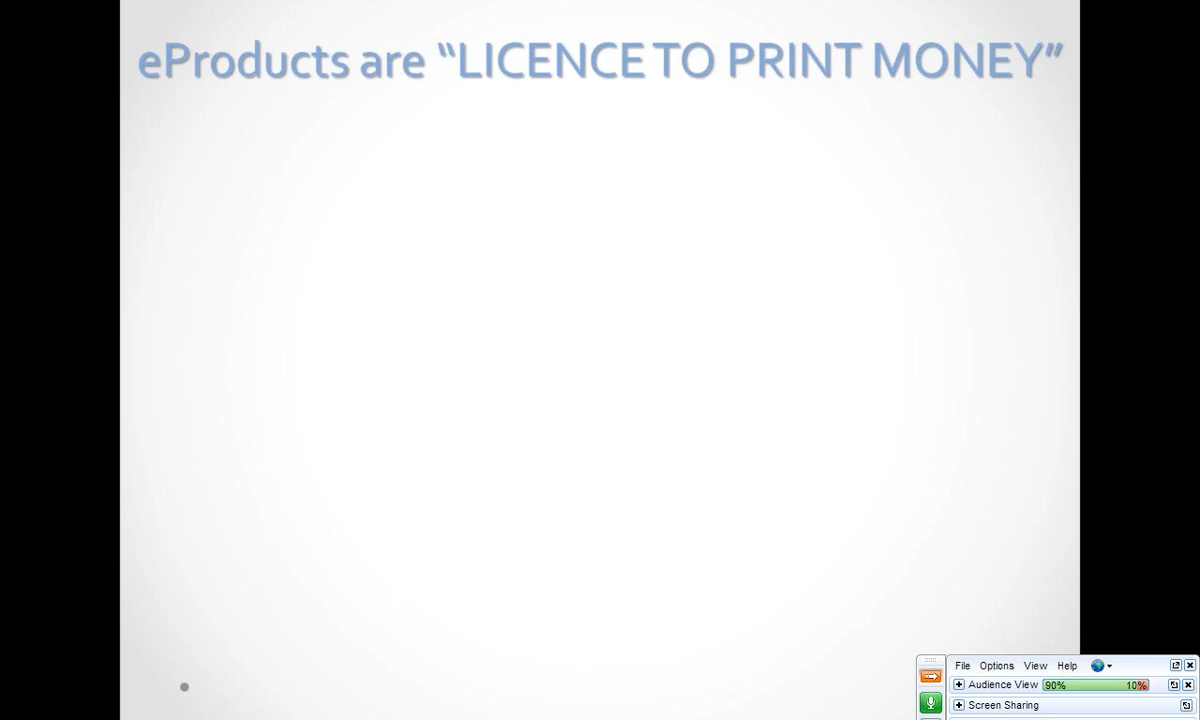 eProducts are “LICENCE TO PRINT MONEY”
File Options View Help
Audience View 90% 10%
Screen Sharing